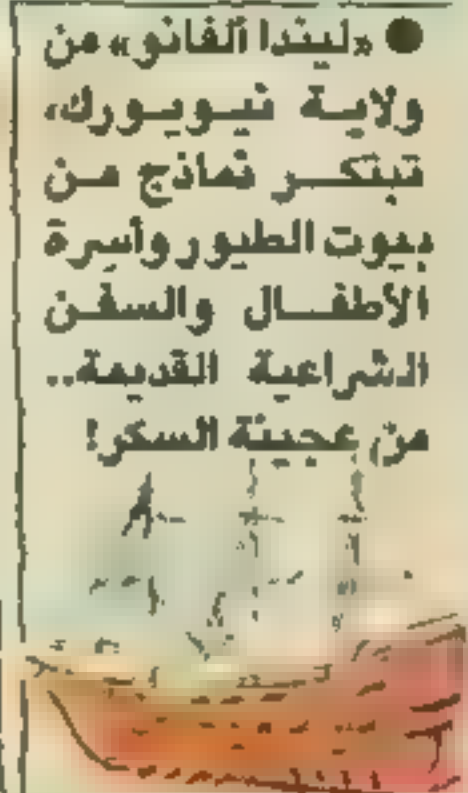 ● «ليندا ألفانو» من
ولاية نيويورك،
تبتكر نماذج من
بيوت الطيور وأسرة
الأطفال والسفن
الشراعية القديمة..
من عجينة السكر!